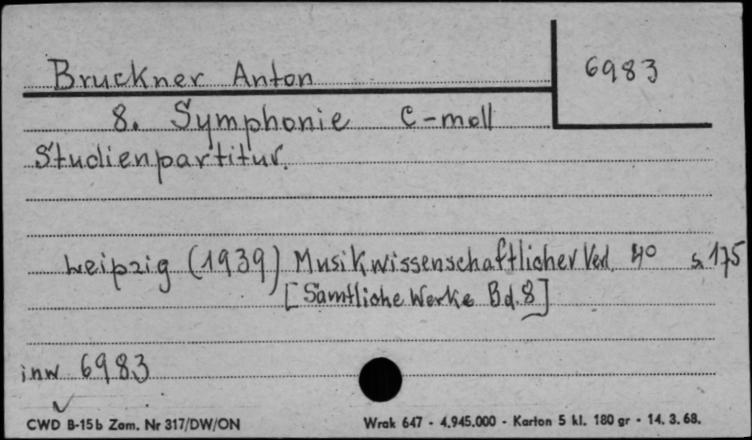 Bruckner Anton
6983
8. Symphonie C-moll
Studienpartitur.
Leipzig (1939) Musikwissenschaftlicher Verl. 4° s. 175
[Sämtliche Werke Bd. 8]
inw 6983
CWD B-15b Zam. Nr 317/DW/ON
Wrak 647 - 4.945.000 - Karton 5 kl. 180 gr - 14. 3. 68.